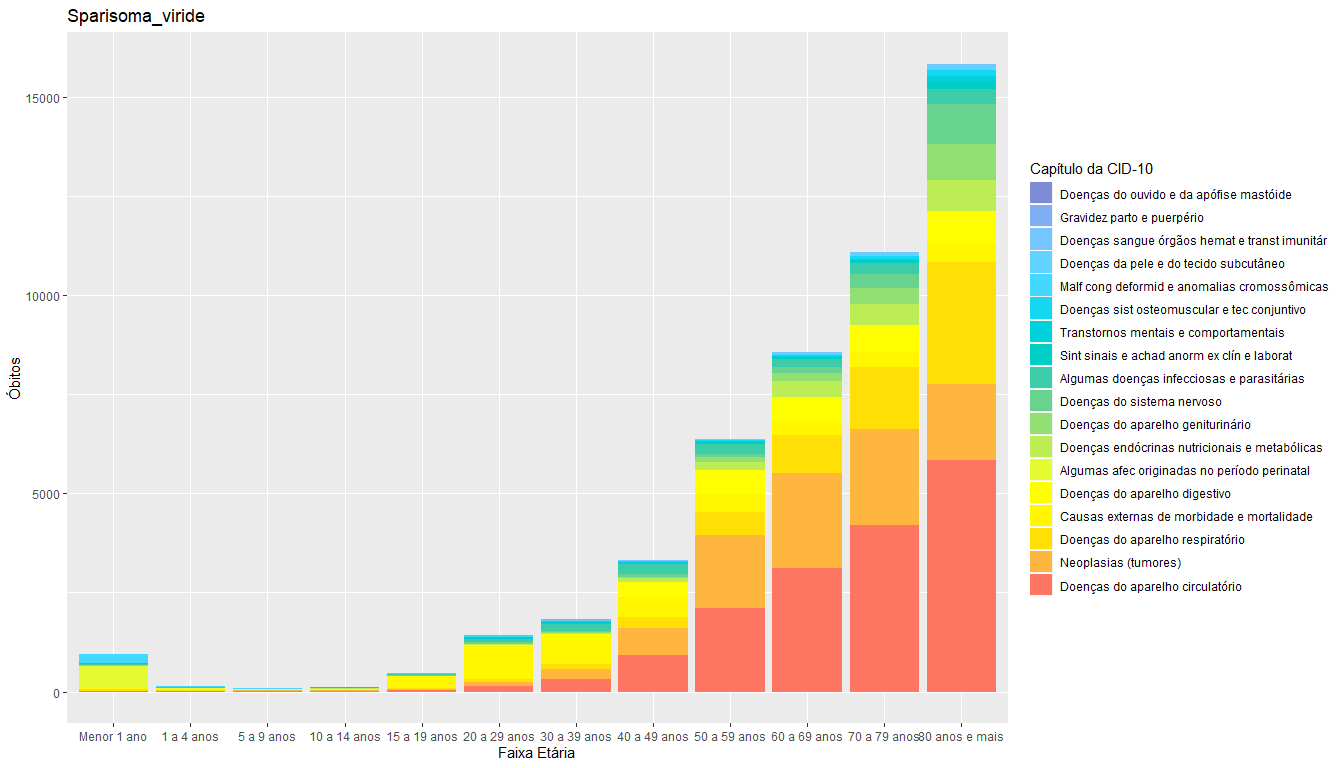 Sparisoma_viride
Óbitos
15000
10000
5000
0
Menor 1 ano
1 a 4 anos
5 a 9 anos
10 a 14 anos
15 a 19 anos
20 a 29 anos
30 a 39 anos
40 a 49 anos
50 a 59 anos
60 a 69 anos
70 a 79 anos
80 anos e mais
Faixa Etária
Capítulo da CID-10
Doenças do ouvido e da apófise mastóide
Gravidez parto e puerpério
Doenças sangue órgãos hemat e transt imunitár
Doenças da pele e do tecido subcutâneo
Malf cong deformid e anomalias cromossômicas
Doenças sist osteomuscular e tec conjuntivo
Transtornos mentais e comportamentais
Sint sinais e achad anorm ex clín e laborat
Algumas doenças infecciosas e parasitárias
Doenças do sistema nervoso
Doenças do aparelho geniturinário
Doenças endócrinas nutricionais e metabólicas
Algumas afec originadas no período perinatal
Doenças do aparelho digestivo
Causas externas de morbidade e mortalidade
Doenças do aparelho respiratório
Neoplasias (tumores)
Doenças do aparelho circulatório